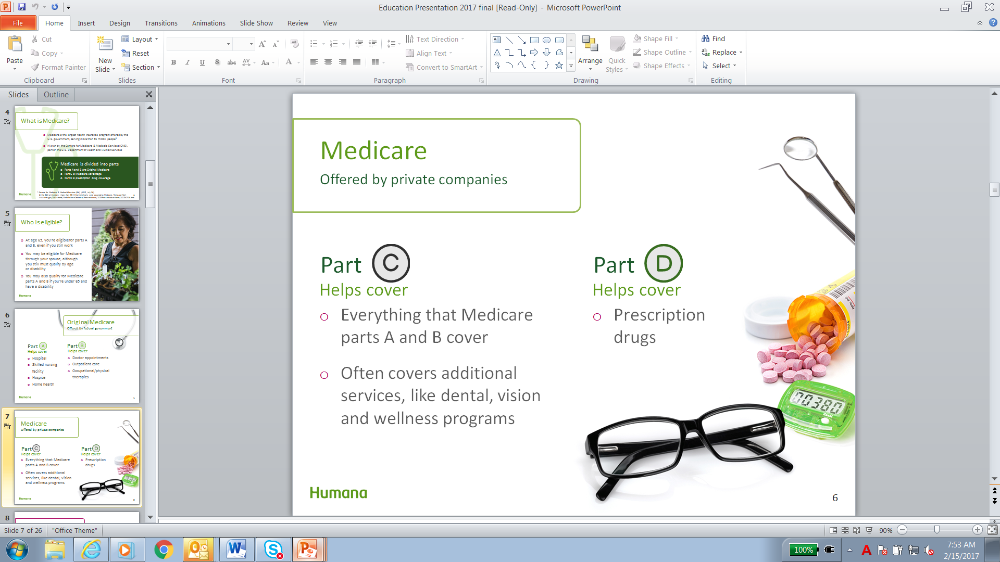 Education Presentation 2017 final [Read-Only] - Microsoft PowerPoint
File Home Insert Design Transitions Animations Slide Show Review View
Paste
Cut
Copy
Format Painter
Clipboard
New
Slide
Layout
Reset
Section
Slides
B I U S abc AV Aa A
Font
Text Direction
Align Text
Convert to SmartArt
Paragraph
Arrange
Quick
Styles
Shape Fill
Shape Outline
Shape Effects
Drawing
Find
Replace
Select
Editing
Slides Outline
4
What is Medicare?
Medicare is the largest health insurance program offered by the
U.S. government, serving more than 55 million people
It's run by the Centers for Medicare & Medicaid Services (CMS),
part of the U.S. Department of Health and Human Services
Medicare is divided into parts
Parts A and B are Original Medicare
Part C is Medicare Advantage
Part D is prescription drug coverage
Humana
5
Who is eligible?
At age 65, you're eligible for parts A
and B, even if you still work
You may be eligible for Medicare
through your spouse, although
you still must qualify by age
or disability
You may also qualify for Medicare
parts A and B if you're under 65 and
have a disability
Humana
6
Original Medicare
Offered by federal government
Part A
Helps cover
Hospital
Skilled nursing
facility
Hospice
Home health
Part B
Helps cover
Doctor appointments
Outpatient care
Occupational/physical
therapies
Humana
7
Medicare
Offered by private companies
Part C
Helps cover
Everything that Medicare
parts A and B cover
Often covers additional
services, like dental, vision
and wellness programs
Part D
Helps cover
Prescription
drugs
Humana
6
8
Medicare
Offered by private companies
Part C
Helps cover
Everything that Medicare
parts A and B cover
Often covers additional
services, like dental, vision
and wellness programs
Part D
Helps cover
Prescription
drugs
70380
Humana
6
Slide 7 of 26 "Office Theme" 90%
100%
7:53 AM
2/15/2017